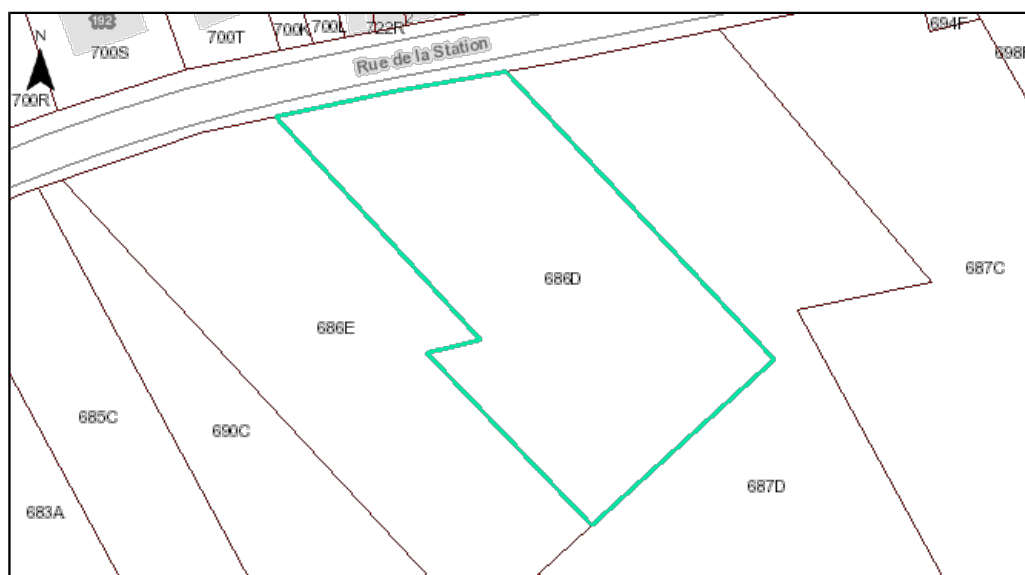 192
700K
700L
722R
694F
N
700S
700T
Rue de la Station
700R
687C
686D
686E
685C
690C
687D
683A